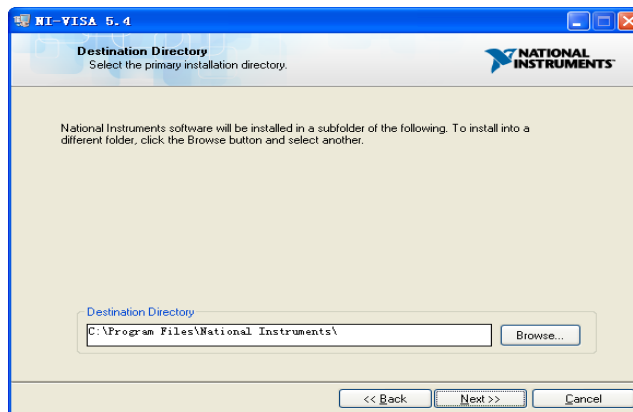 NI-VISA 5.4
Destination Directory
Select the primary installation directory.
NATIONAL
INSTRUMENTS™
National Instruments software will be installed in a subfolder of the following. To install into a
different folder, click the Browse button and select another.
Destination Directory
C:\Program Files\National Instruments\
Browse...
<< Back
Next >>
Cancel